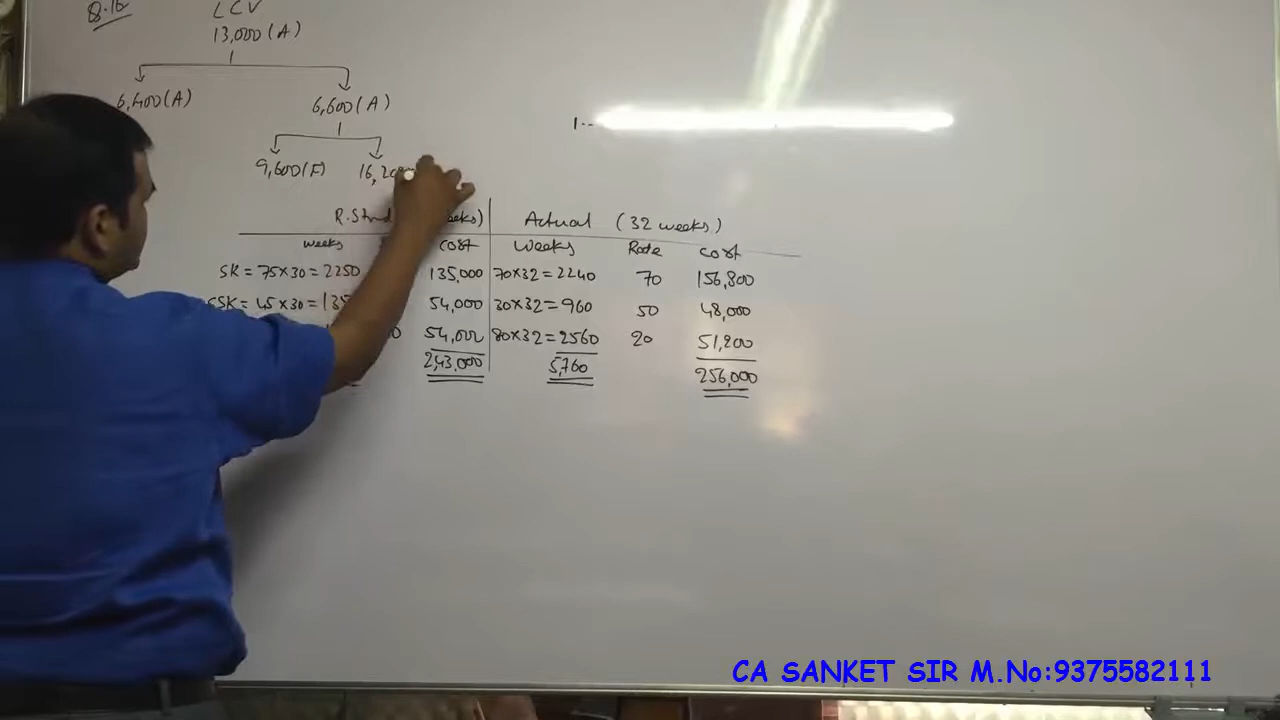 8.16
LCV
13,000 (A)
6,400 (A) 6,600 (A)
9,600 (F) 16,200
R. Stnd weeks) Actual (32 weeks)
weeks cost weeks Rate cost
SK = 75×30 = 2250 135,000 70×32 = 2240 70 156,800
SSK = 45×30 = 135 54,000 30×32 = 960 50 48,000
54,000 80×32 = 2560 20 51,200
2,43,000 5,760 256,000
CA SANKET SIR M.No:9375582111